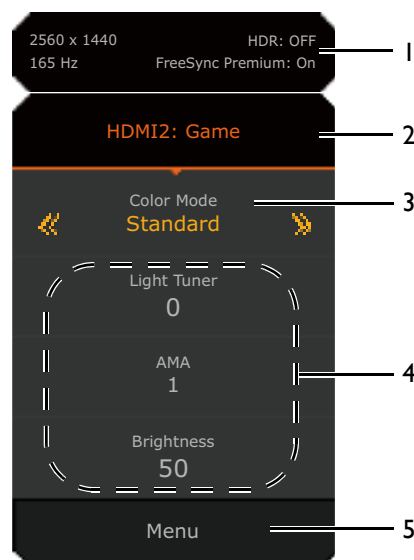 2560 x 1440 HDR: OFF
165 Hz FreeSync Premium: On
1
HDMI2: Game
2
Color Mode
Standard
3
Light Tuner
0
AMA
1
4
Brightness
50
Menu
5